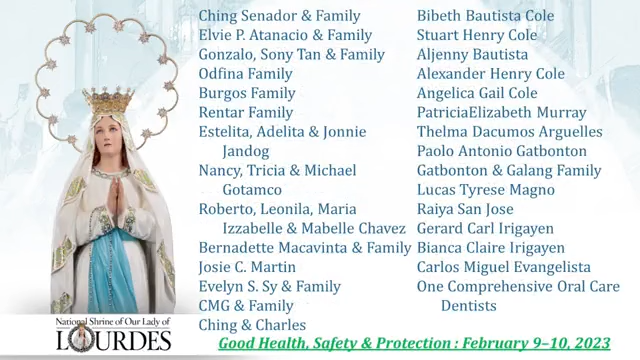 Ching Senador & Family
Elvie P. Atanacio & Family
Gonzalo, Sony Tan & Family
Odfina Family
Burgos Family
Rentar Family
Estelita, Adelita & Jonnie
Jandog
Nancy, Tricia & Michael
Gotamco
Roberto, Leonila, Maria
Izzabelle & Mabelle Chavez
Bernadette Macavinta & Family
Josie C. Martin
Evelyn S. Sy & Family
CMG & Family
Ching & Charles
Bibeth Bautista Cole
Stuart Henry Cole
Aljenny Bautista
Alexander Henry Cole
Angelica Gail Cole
PatriciaElizabeth Murray
Thelma Dacumos Arguelles
Paolo Antonio Gatbonton
Gatbonton & Galang Family
Lucas Tyrese Magno
Raiya San Jose
Gerard Carl Irigayen
Bianca Claire Irigayen
Carlos Miguel Evangelista
One Comprehensive Oral Care
Dentists
National Shrine of Our Lady of
LOURDES
Good Health, Safety & Protection : February 9–10, 2023